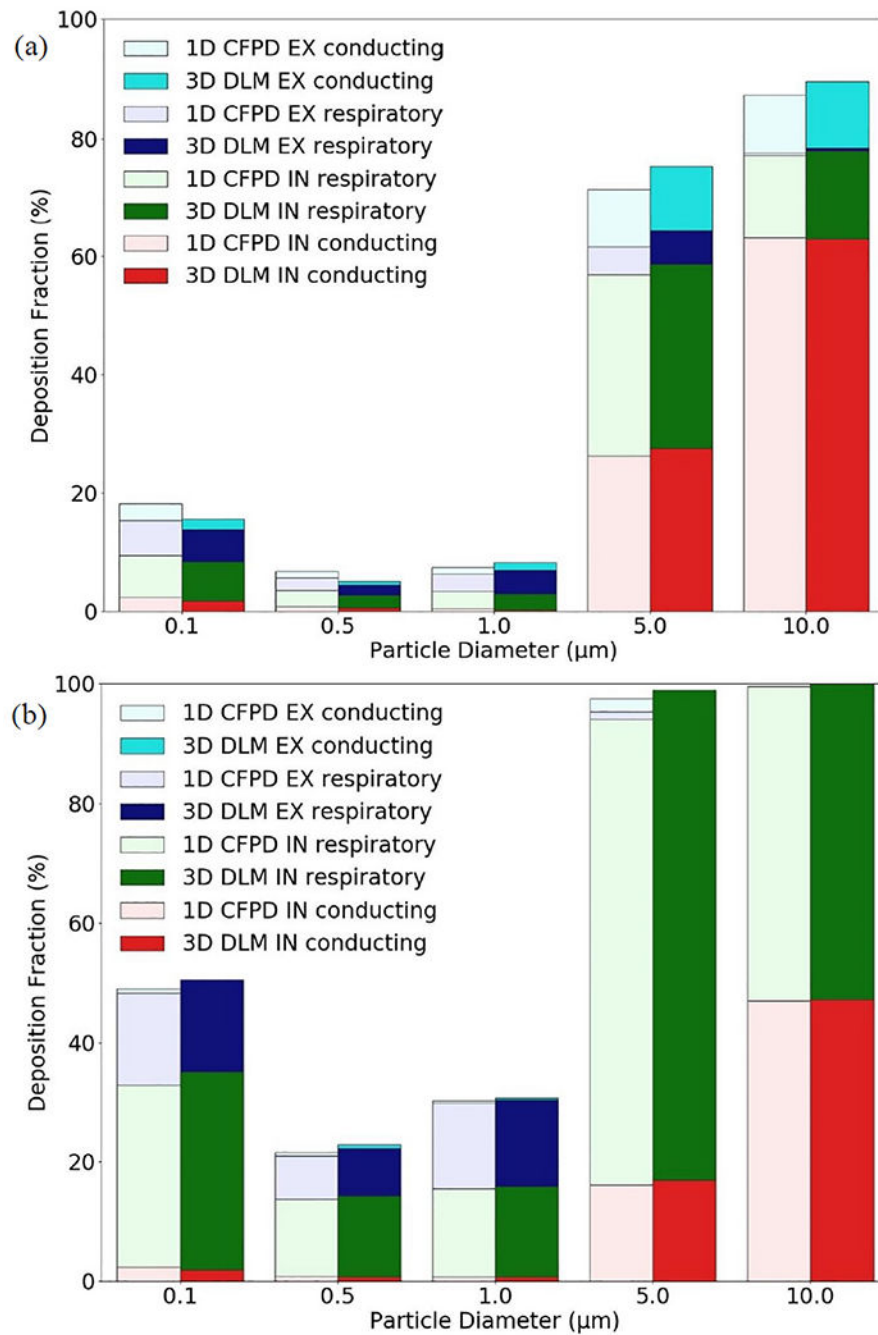 (a)
100
80
60
40
20
0
Deposition Fraction (%)
1D CFPD EX conducting
3D DLM EX conducting
1D CFPD EX respiratory
3D DLM EX respiratory
1D CFPD IN respiratory
3D DLM IN respiratory
1D CFPD IN conducting
3D DLM IN conducting
0.1 0.5 1.0 5.0 10.0
Particle Diameter (μm)
(b)
100
80
60
40
20
0
Deposition Fraction (%)
1D CFPD EX conducting
3D DLM EX conducting
1D CFPD EX respiratory
3D DLM EX respiratory
1D CFPD IN respiratory
3D DLM IN respiratory
1D CFPD IN conducting
3D DLM IN conducting
0.1 0.5 1.0 5.0 10.0
Particle Diameter (μm)